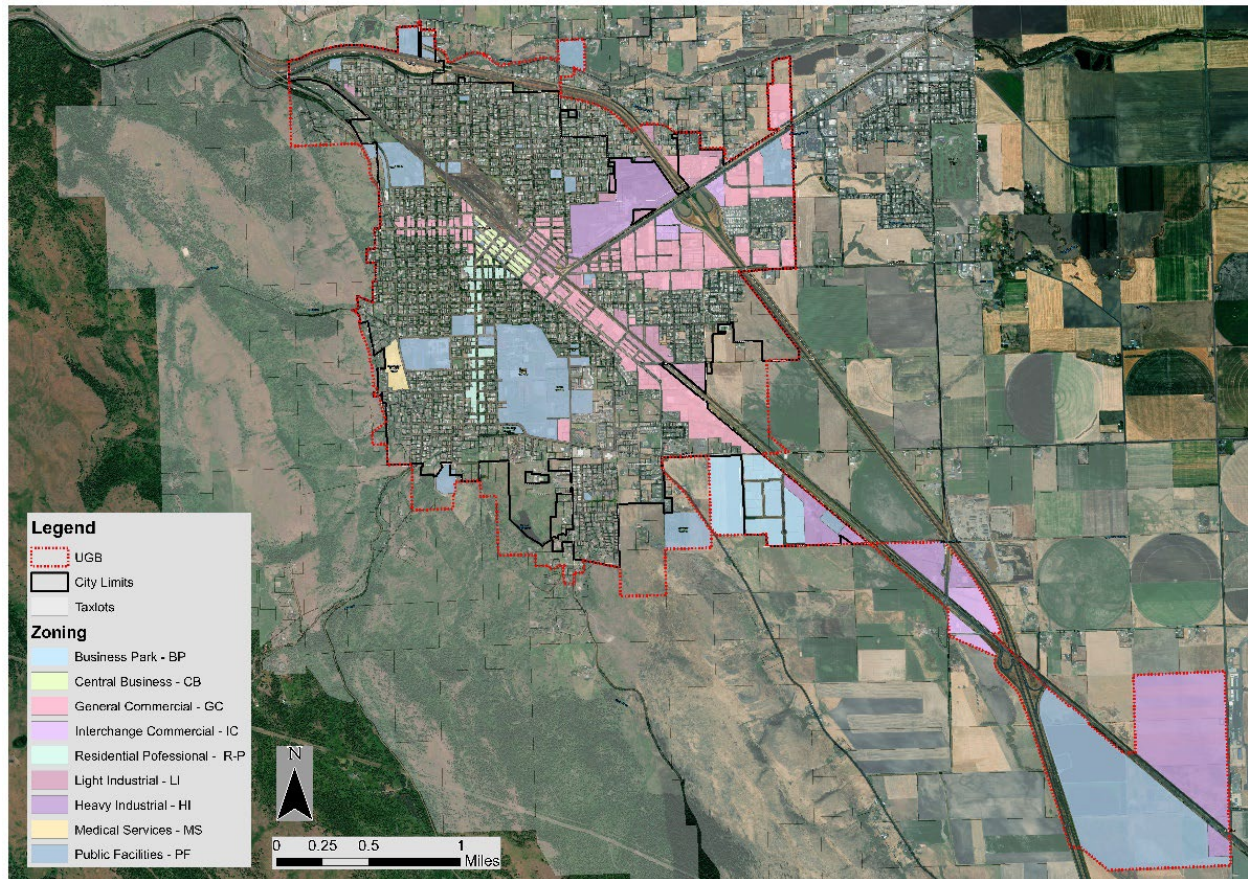 Legend
UGB
City Limits
Taxlots
Zoning
Business Park - BP
Central Business - CB
General Commercial - GC
Interchange Commercial - IC
Residential Pofessional - R-P
Light Industrial - LI
Heavy Industrial - HI
Medical Services - MS
Public Facilities - PF
N
0 0.25 0.5 1
Miles